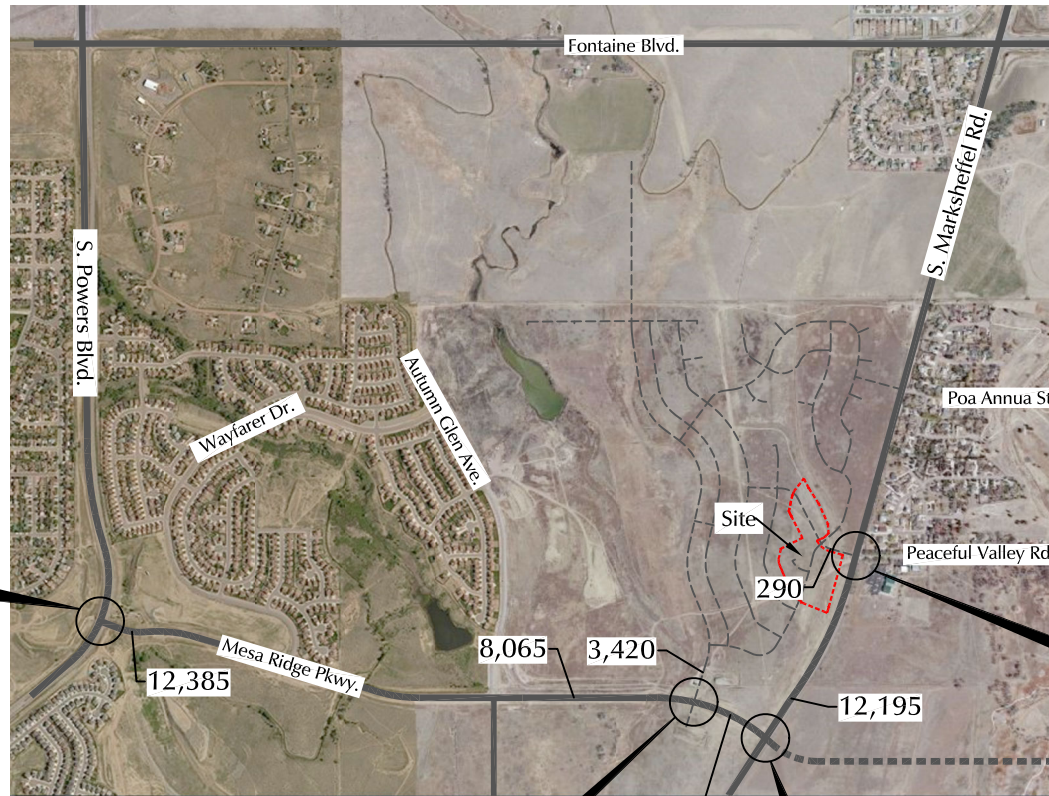 Fontaine Blvd.
S. Marksheffel Rd.
S. Powers Blvd.
Autumn Glen Ave.
Wayfarer Dr.
Poa Annua St
Site
Peaceful Valley Rd
290
8,065
3,420
Mesa Ridge Pkwy.
12,385
12,195